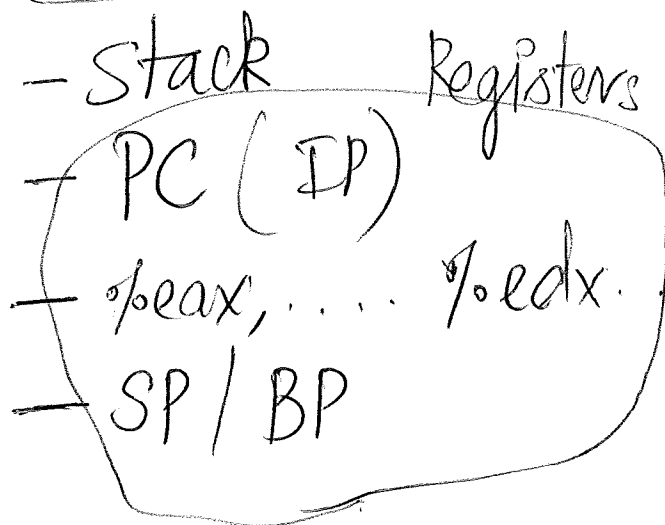 - Stack Registers
- PC ( IP )
- %eax, .... %edx.
- SP / BP